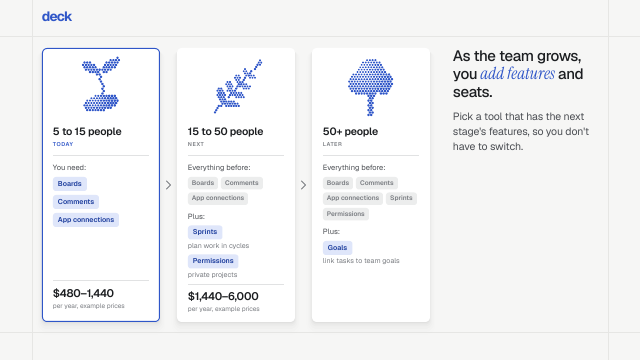 deck
5 to 15 people
TODAY
You need:
Boards
Comments
App connections
$480–1,440
per year, example prices
15 to 50 people
NEXT
Everything before:
Boards Comments
App connections
Plus:
Sprints
plan work in cycles
Permissions
private projects
$1,440–6,000
per year, example prices
50+ people
LATER
Everything before:
Boards Comments
App connections Sprints
Permissions
Plus:
Goals
link tasks to team goals
As the team grows,
you add features and
seats.
Pick a tool that has the next
stage's features, so you don't
have to switch.